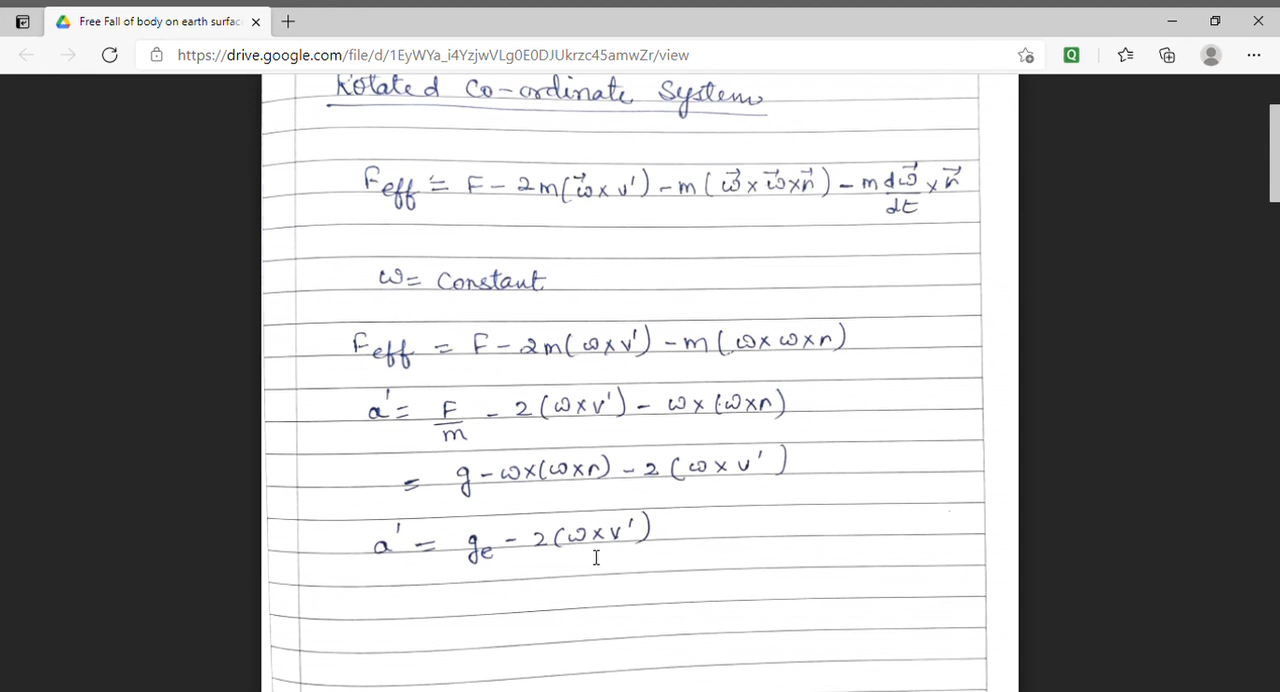 Free Fall of body on earth surfac
https://drive.google.com/file/d/1EyWYa_i4YzjwVLg0E0DJUkrzc45amwZr/view
Rotated Co-ordinate System
F⃗eff = F - 2m(ω⃗ x v') - m(ω⃗ x ω⃗ x r⃗) - m dω⃗/dt x r⃗
ω = Constant
Feff = F - 2m(ω x v') - m(ω x ω x r)
a' = F/m - 2(ω x v') - ω x (ω x r)
= g - ω x (ω x r) - 2(ω x v')
a' = ge - 2(ω x v')